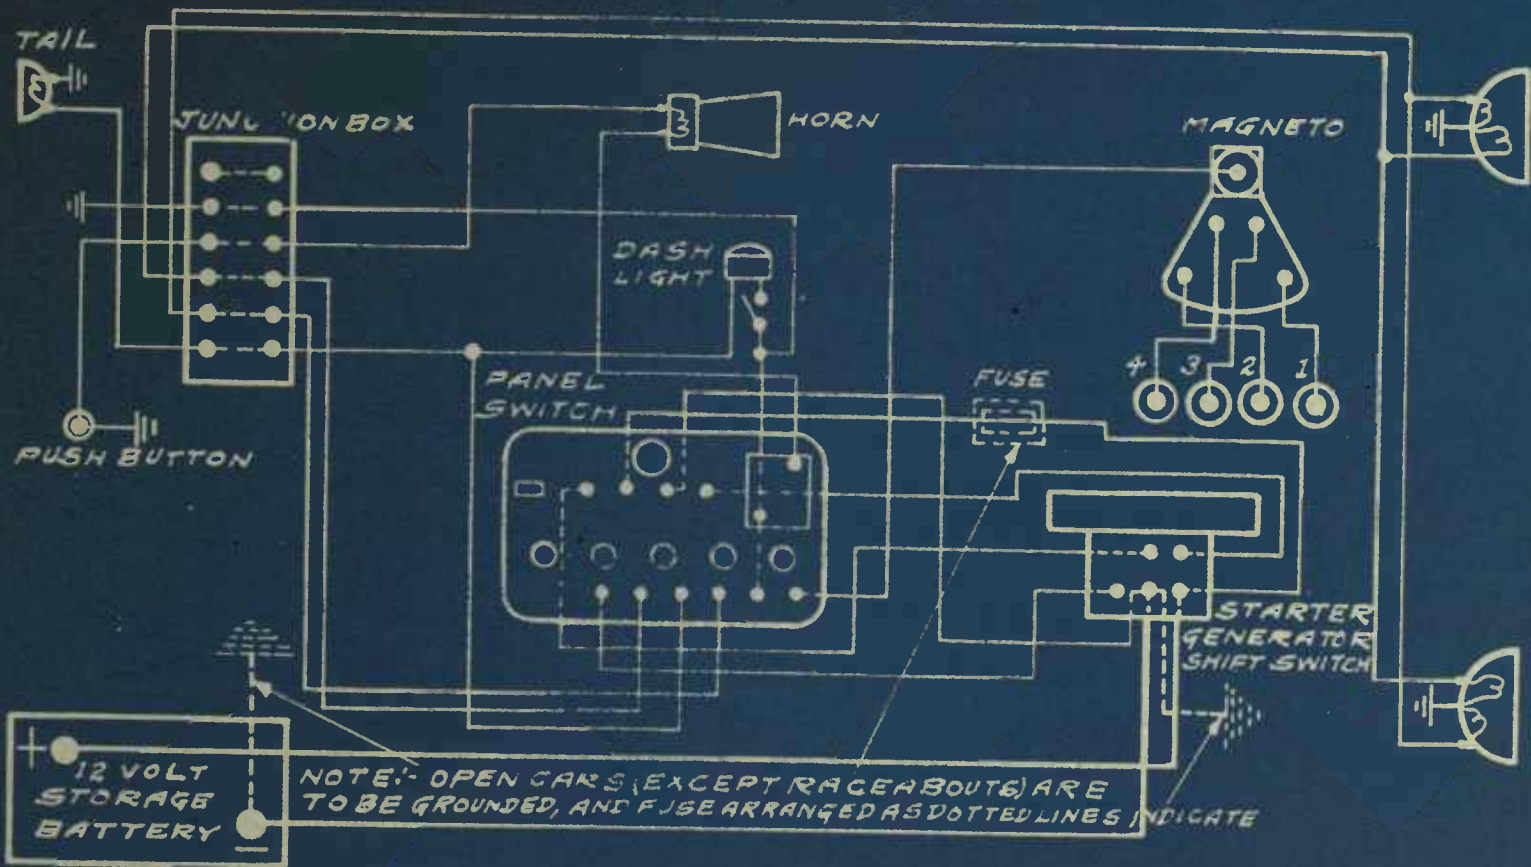 TAIL
JUNC ION BOX
HORN
MAGNETO
DASH
LIGHT
PANEL
SWITCH
FUSE
4 3 2 1
PUSH BUTTON
STARTER
GENERATOR
SHIFT SWITCH
+
12 VOLT
STORAGE
BATTERY
-
NOTE:- OPEN CARS (EXCEPT RACEABOUTS) ARE
TO BE GROUNDED, AND FUSE ARRANGED AS DOTTED LINES INDICATE